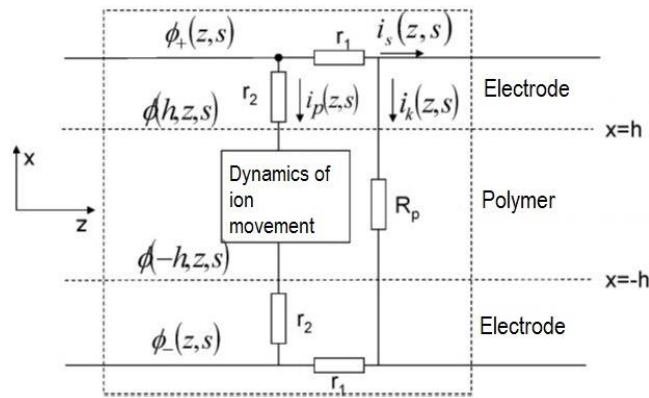 ϕ₊(z,s)
r₁
iₛ(z,s)
Electrode
r₂
iₚ(z,s)
iₖ(z,s)
ϕ(h,z,s)
x=h
x
z
Dynamics of
ion
movement
Rₚ
Polymer
ϕ(−h,z,s)
x=-h
r₂
Electrode
ϕ₋(z,s)
r₁